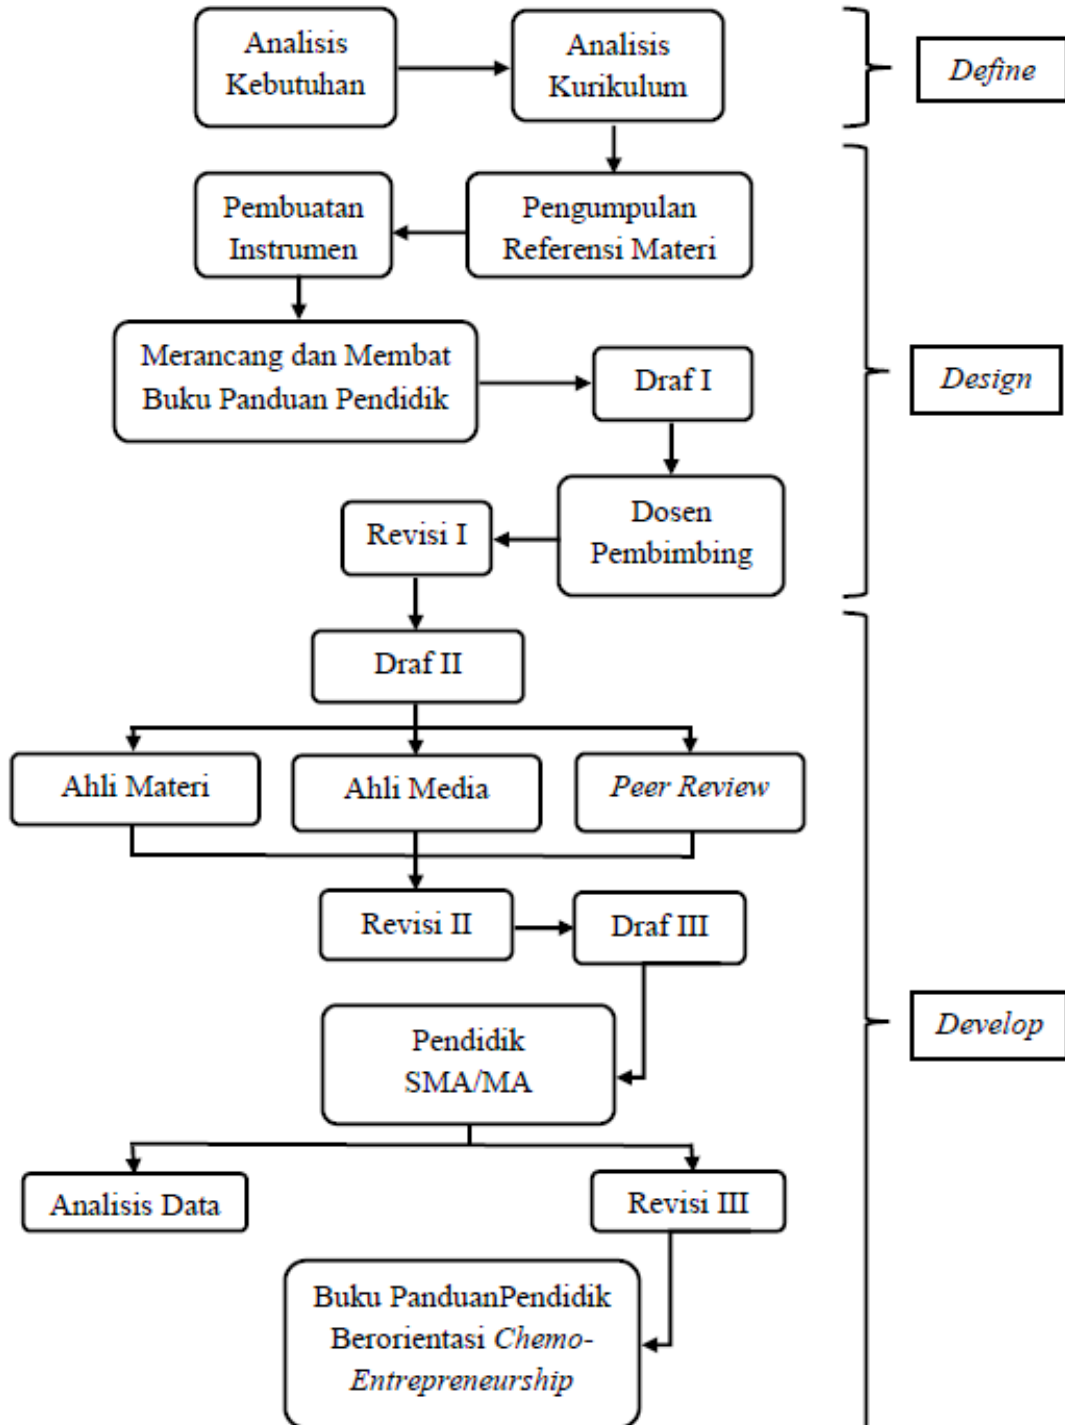 Analisis
Kebutuhan
Analisis
Kurikulum
Define
Pembuatan
Instrumen
Pengumpulan
Referensi Materi
Merancang dan Membat
Buku Panduan Pendidik
Draf I
Design
Revisi I
Dosen
Pembimbing
Draf II
Ahli Materi
Ahli Media
Peer Review
Revisi II
Draf III
Pendidik
SMA/MA
Develop
Analisis Data
Revisi III
Buku PanduanPendidik
Berorientasi Chemo-
Entrepreneurship